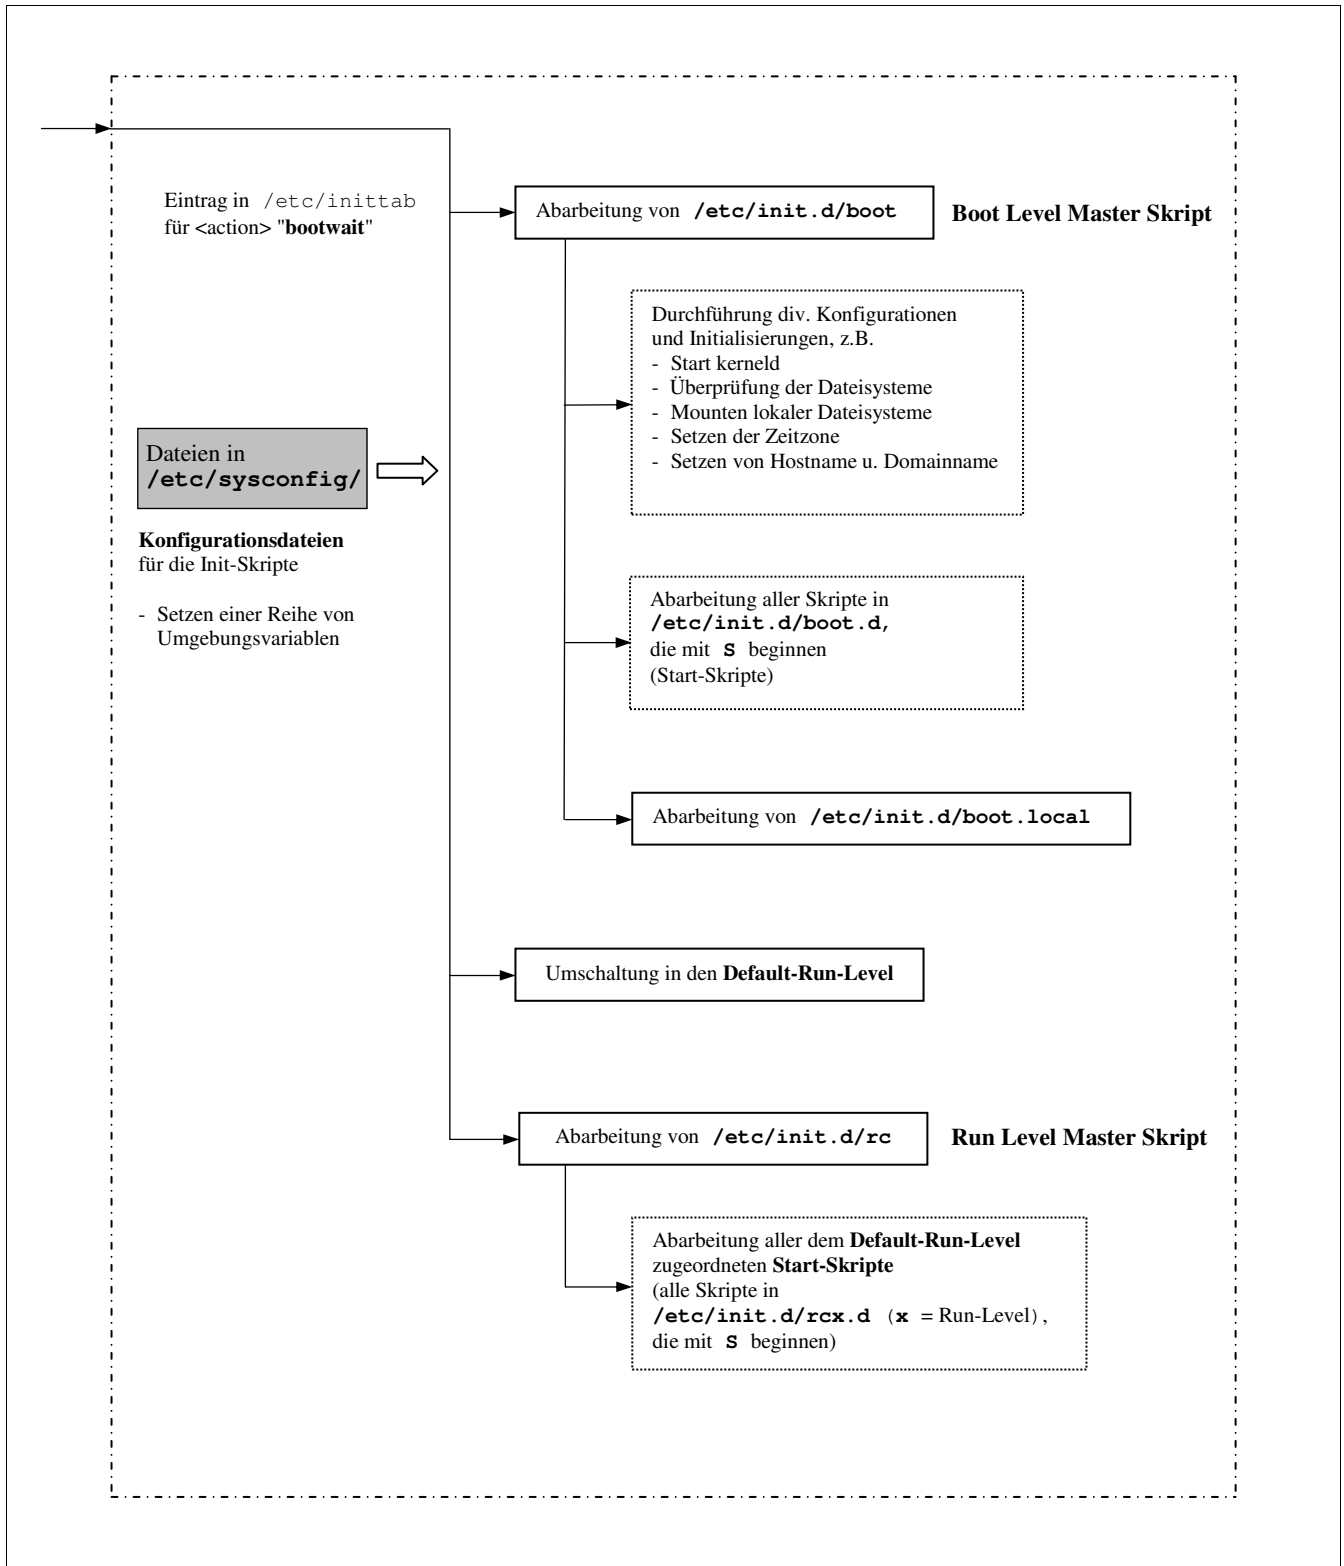 Eintrag in /etc/inittab
für <action> "bootwait"
Abarbeitung von /etc/init.d/boot
Boot Level Master Skript
Durchführung div. Konfigurationen
und Initialisierungen, z.B.
- Start kerneld
- Überprüfung der Dateisysteme
- Mounten lokaler Dateisysteme
- Setzen der Zeitzone
- Setzen von Hostname u. Domainname
Dateien in
/etc/sysconfig/
Konfigurationsdateien
für die Init-Skripte
- Setzen einer Reihe von
Umgebungsvariablen
Abarbeitung aller Skripte in
/etc/init.d/boot.d,
die mit S beginnen
(Start-Skripte)
Abarbeitung von /etc/init.d/boot.local
Umschaltung in den Default-Run-Level
Abarbeitung von /etc/init.d/rc
Run Level Master Skript
Abarbeitung aller dem Default-Run-Level
zugeordneten Start-Skripte
(alle Skripte in
/etc/init.d/rcx.d (x = Run-Level),
die mit S beginnen)